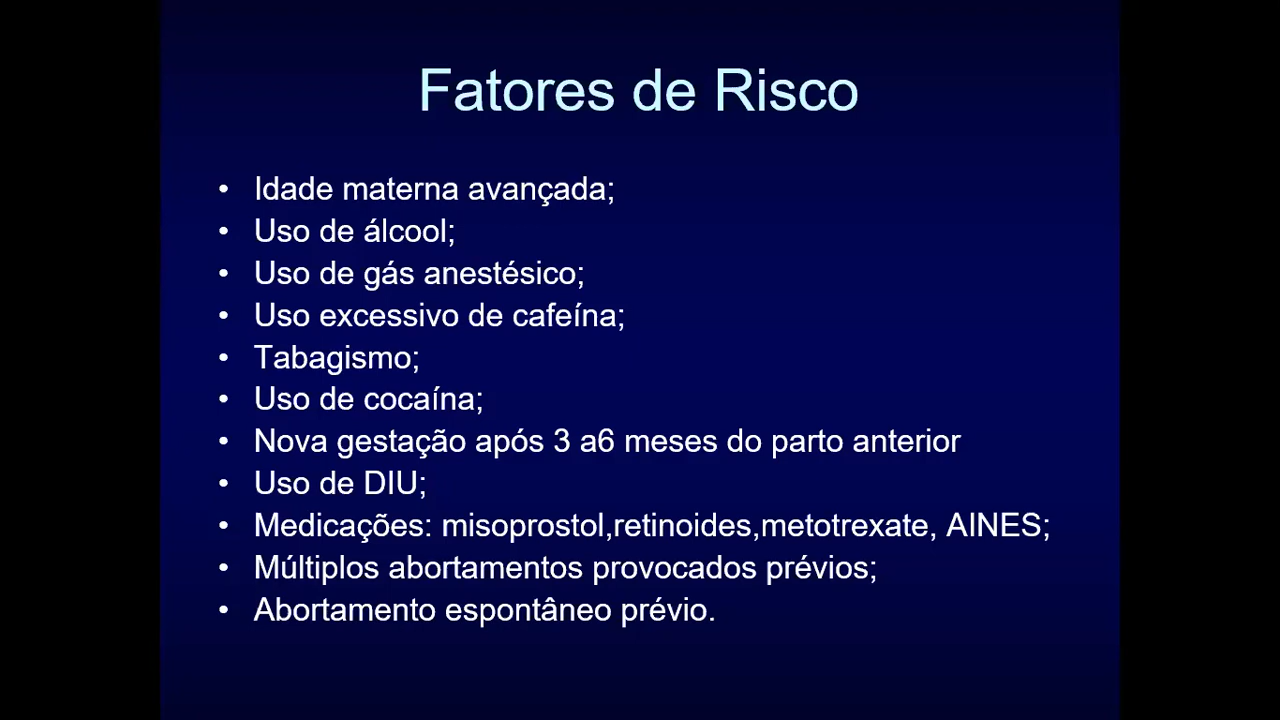 Fatores de Risco
• Idade materna avançada;
• Uso de álcool;
• Uso de gás anestésico;
• Uso excessivo de cafeína;
• Tabagismo;
• Uso de cocaína;
• Nova gestação após 3 a6 meses do parto anterior
• Uso de DIU;
• Medicações: misoprostol,retinoides,metotrexate, AINES;
• Múltiplos abortamentos provocados prévios;
• Abortamento espontâneo prévio.